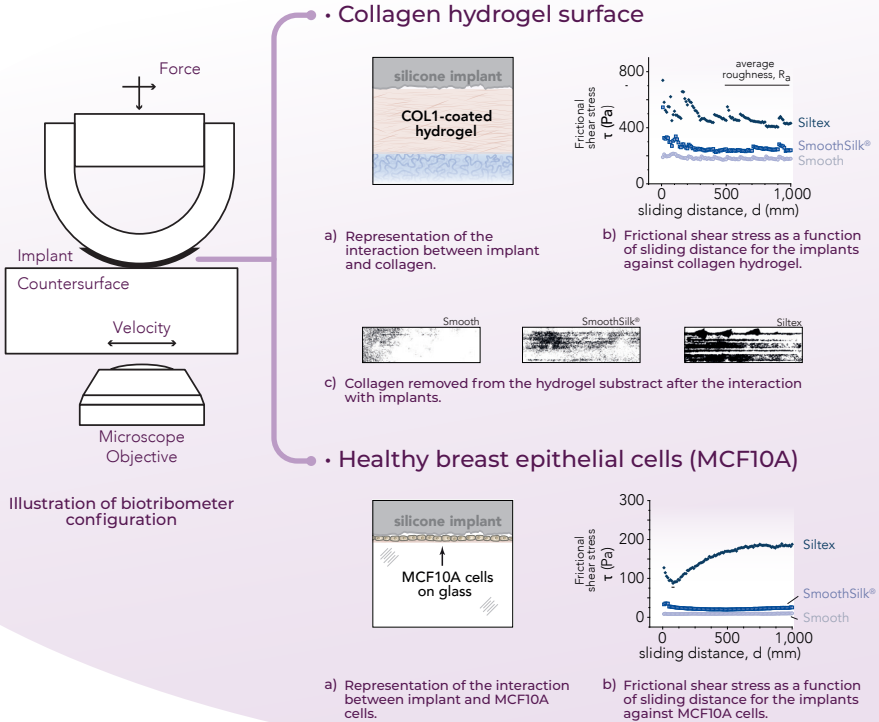 Force
Implant
Countersurface
Velocity
Microscope
Objective
Illustration of biotribometer
configuration
• Collagen hydrogel surface
silicone implant
COL1-coated
hydrogel
a) Representation of the
interaction between implant
and collagen.
Frictional
shear stress
τ (Pa)
800
400
0
average
roughness, Ra
Siltex
SmoothSilk®
Smooth
0 500 1,000
sliding distance, d (mm)
b) Frictional shear stress as a function
of sliding distance for the implants
against collagen hydrogel.
Smooth
SmoothSilk®
Siltex
c) Collagen removed from the hydrogel substract after the interaction
with implants.
• Healthy breast epithelial cells (MCF10A)
silicone implant
MCF10A cells
on glass
a) Representation of the interaction
between implant and MCF10A
cells.
Frictional
shear stress
τ (Pa)
300
200
100
0
Siltex
SmoothSilk®
Smooth
0 500 1,000
sliding distance, d (mm)
b) Frictional shear stress as a function
of sliding distance for the implants
against MCF10A cells.